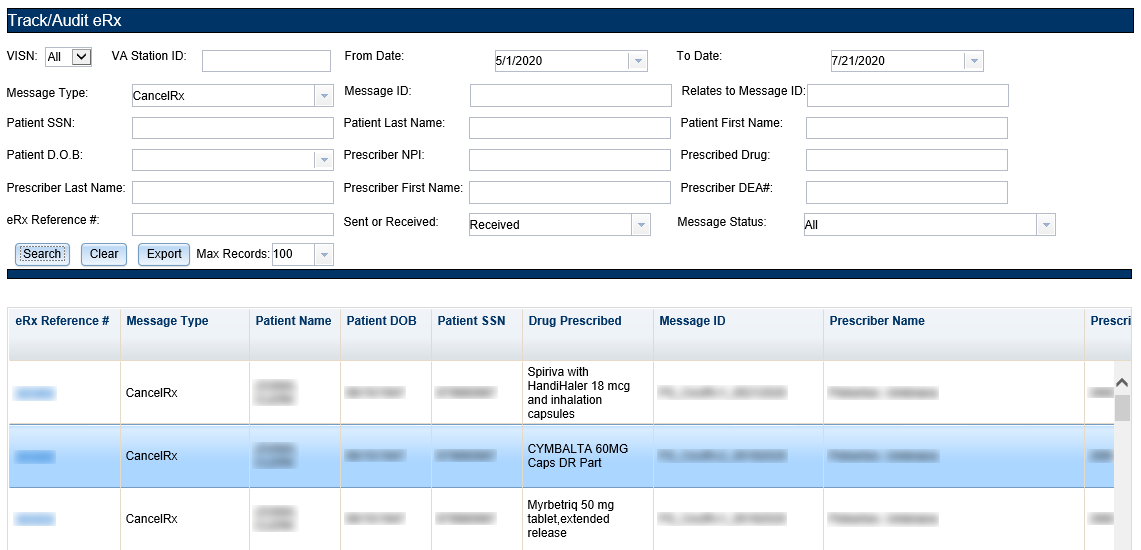 Track/Audit eRx
VISN: All VA Station ID: From Date: 5/1/2020 To Date: 7/21/2020
Message Type: CancelRx Message ID: Relates to Message ID:
Patient SSN: Patient Last Name: Patient First Name:
Patient D.O.B: Prescriber NPI: Prescribed Drug:
Prescriber Last Name: Prescriber First Name: Prescriber DEA#:
eRx Reference #: Sent or Received: Received Message Status: All
Search Clear Export Max Records: 100
eRx Reference # Message Type Patient Name Patient DOB Patient SSN Drug Prescribed Message ID Prescriber Name Prescri
CancelRx
Spiriva with
HandiHaler 18 mcg
and inhalation
capsules
CancelRx
CYMBALTA 60MG
Caps DR Part
CancelRx
Myrbetriq 50 mg
tablet,extended
release